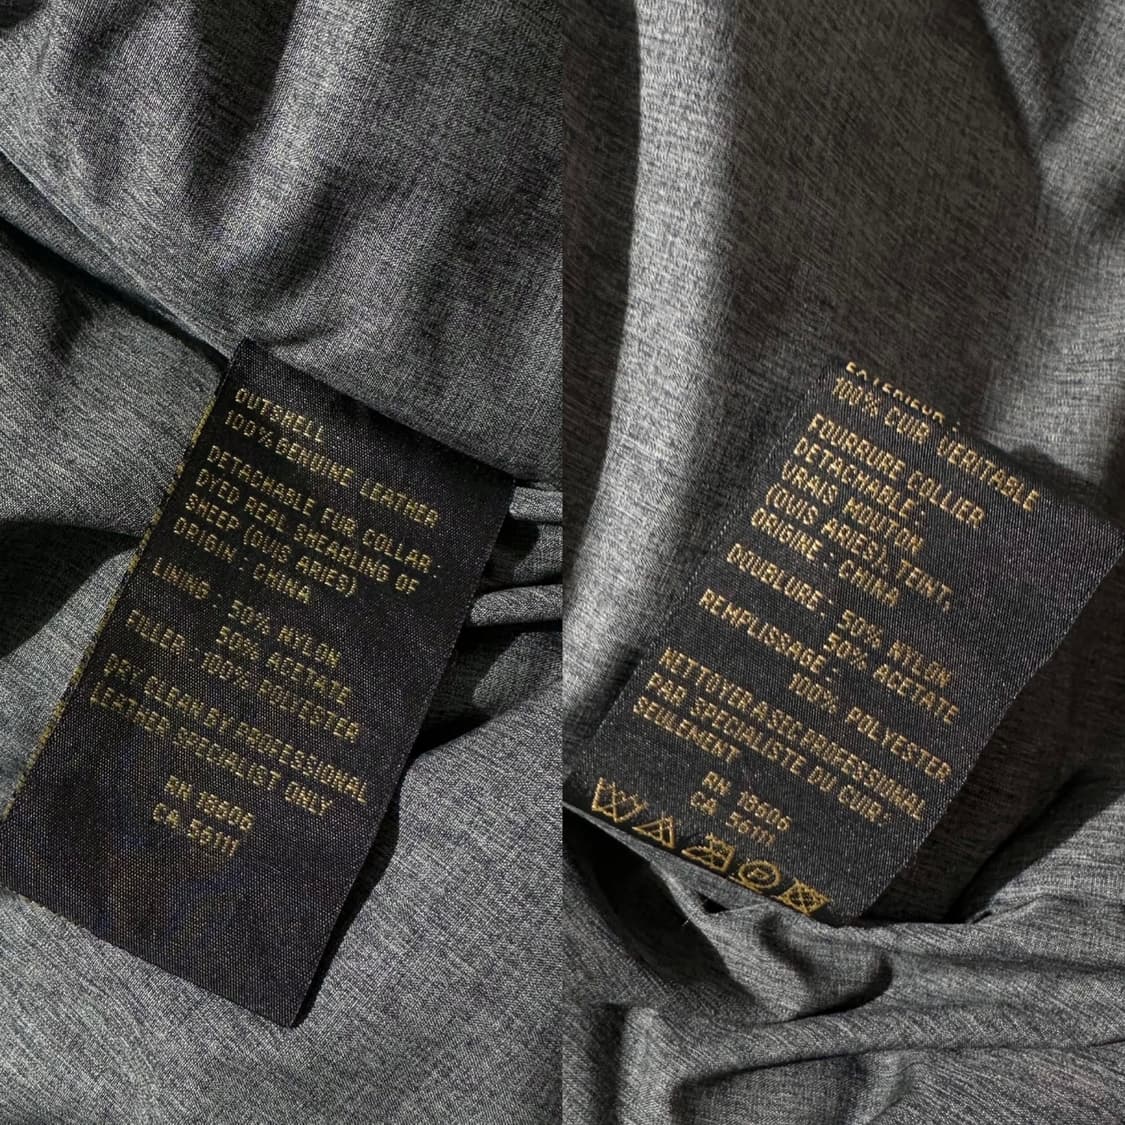 OUTSHELL :
100% GENUINE LEATHER
DETACHABLE FUR COLLAR :
DYED REAL SHEARLING OF
SHEEP (OVIS ARIES)
ORIGIN : CHINA
LINING : 50% NYLON
50% ACETATE
FILLER : 100% POLYESTER
DRY CLEAN BY PROFESSIONAL
LEATHER SPECIALIST ONLY
RN 18606
CA 56111
EXTERIEUR :
100% CUIR VERITABLE
FOURRURE COLLIER
DETACHABLE :
VRAIS MOUTON
(OVIS ARIES), TEINT,
ORIGINE : CHINA
DOUBLURE : 50% NYLON
50% ACETATE
REMPLISSAGE :
100% POLYESTER
NETTOYER A SEC PROFESSIONAL
PAR SPECIALISTE DU CUIR
SEULEMENT
RN 18606
CA 56111
P